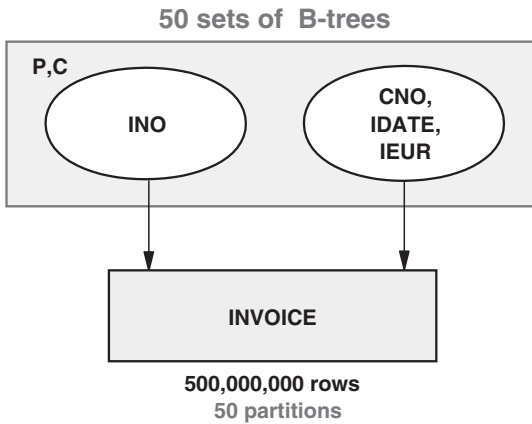 50 sets of B-trees
P,C
INO
CNO,
IDATE,
IEUR
INVOICE
500,000,000 rows
50 partitions